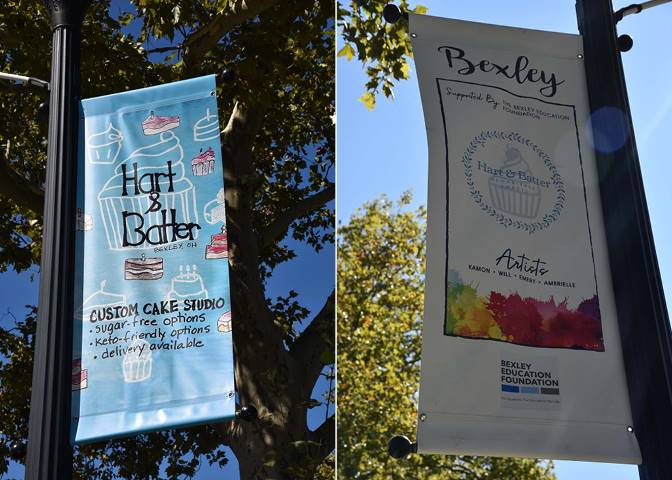 Hart
&
Batter
BEXLEY, OH
CUSTOM CAKE STUDIO
• sugar-free options
• keto-friendly options
• delivery available
Bexley
Supported By THE BEXLEY EDUCATION
FOUNDATION
Hart & Batter
Artists
KAMON • WILL • EMERY • AMBRIELLE
BEXLEY
EDUCATION
FOUNDATION